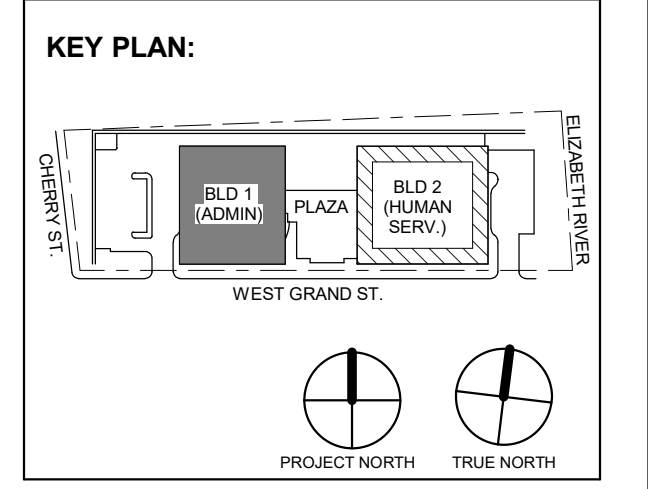 KEY PLAN:
CHERRY ST.
BLD 1
(ADMIN)
PLAZA
BLD 2
(HUMAN
SERV.)
ELIZABETH RIVER
WEST GRAND ST.
PROJECT NORTH
TRUE NORTH